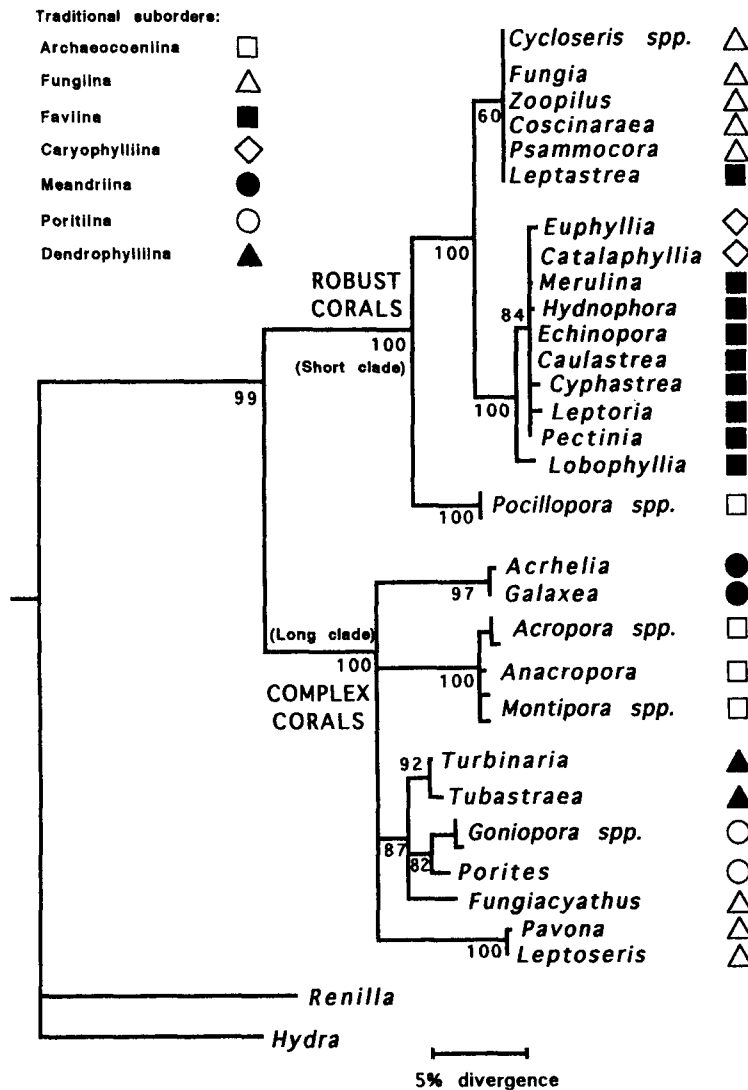 Traditional suborders:
Archaeocoeniina
Fungiina
Faviina
Caryophylliina
Meandriina
Poritiina
Dendrophylliina
Cycloseris spp.
Fungia
Zoopilus
60
Coscinaraea
Psammocora
Leptastrea
Euphyllia
100
Catalaphyllia
ROBUST
CORALS
Merulina
84
Hydnophora
Echinopora
100
(Short clade)
Caulastrea
99
Cyphastrea
100
Leptoria
Pectinia
Lobophyllia
100
Pocillopora spp.
Acrhelia
97
Galaxea
(Long clade)
Acropora spp.
100
Anacropora
100
COMPLEX
CORALS
Montipora spp.
92
Turbinaria
Tubastraea
Goniopora spp.
87
82
Porites
Fungiacyathus
Pavona
100
Leptoseris
Renilla
Hydra
5% divergence